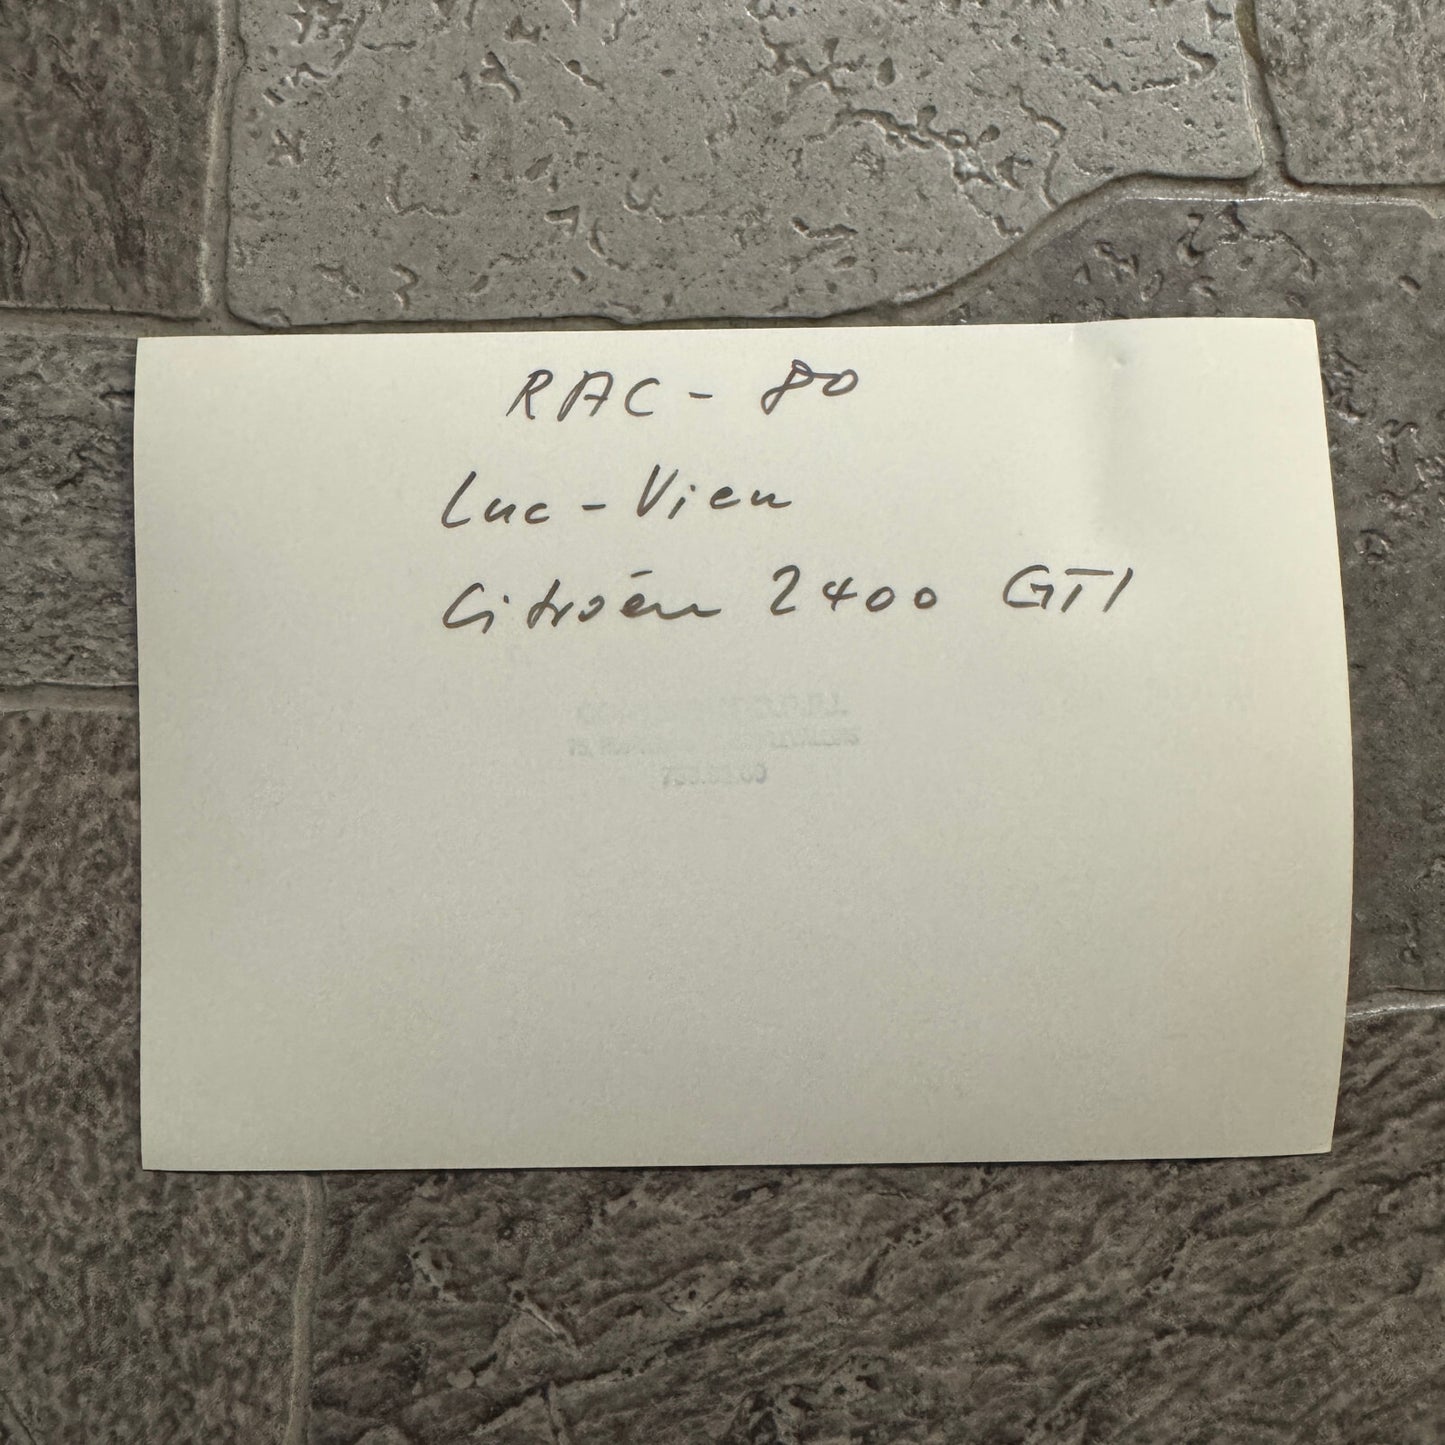 RAC - 80
Luc - Vieu
Citroën 2400 GTI